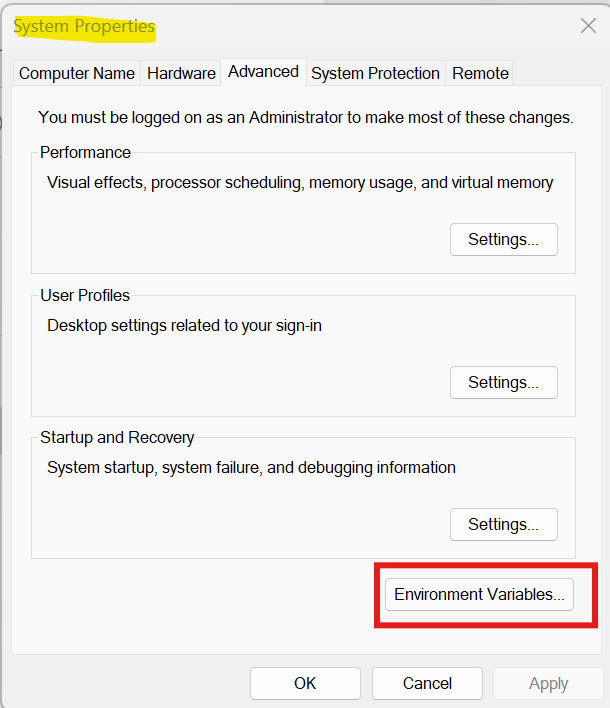 System Properties
Computer Name Hardware Advanced System Protection Remote
You must be logged on as an Administrator to make most of these changes.
Performance
Visual effects, processor scheduling, memory usage, and virtual memory
Settings...
User Profiles
Desktop settings related to your sign-in
Settings...
Startup and Recovery
System startup, system failure, and debugging information
Settings...
Environment Variables...
OK Cancel Apply